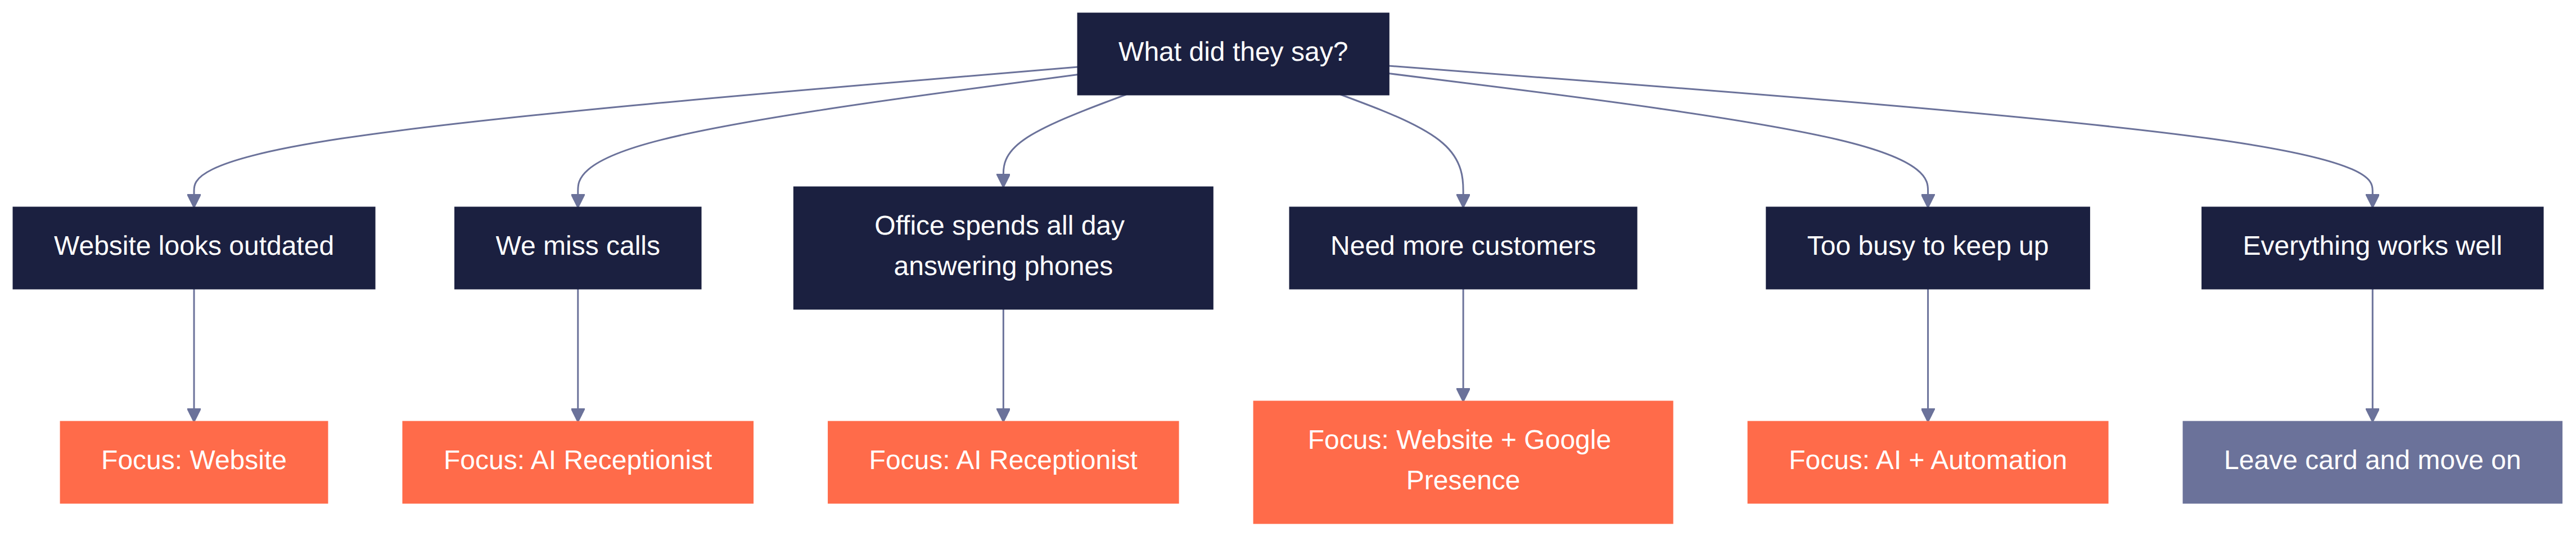 What did they say?
Website looks outdated
We miss calls
Office spends all day
answering phones
Need more customers
Too busy to keep up
Everything works well
Focus: Website
Focus: AI Receptionist
Focus: AI Receptionist
Focus: Website + Google
Presence
Focus: AI + Automation
Leave card and move on